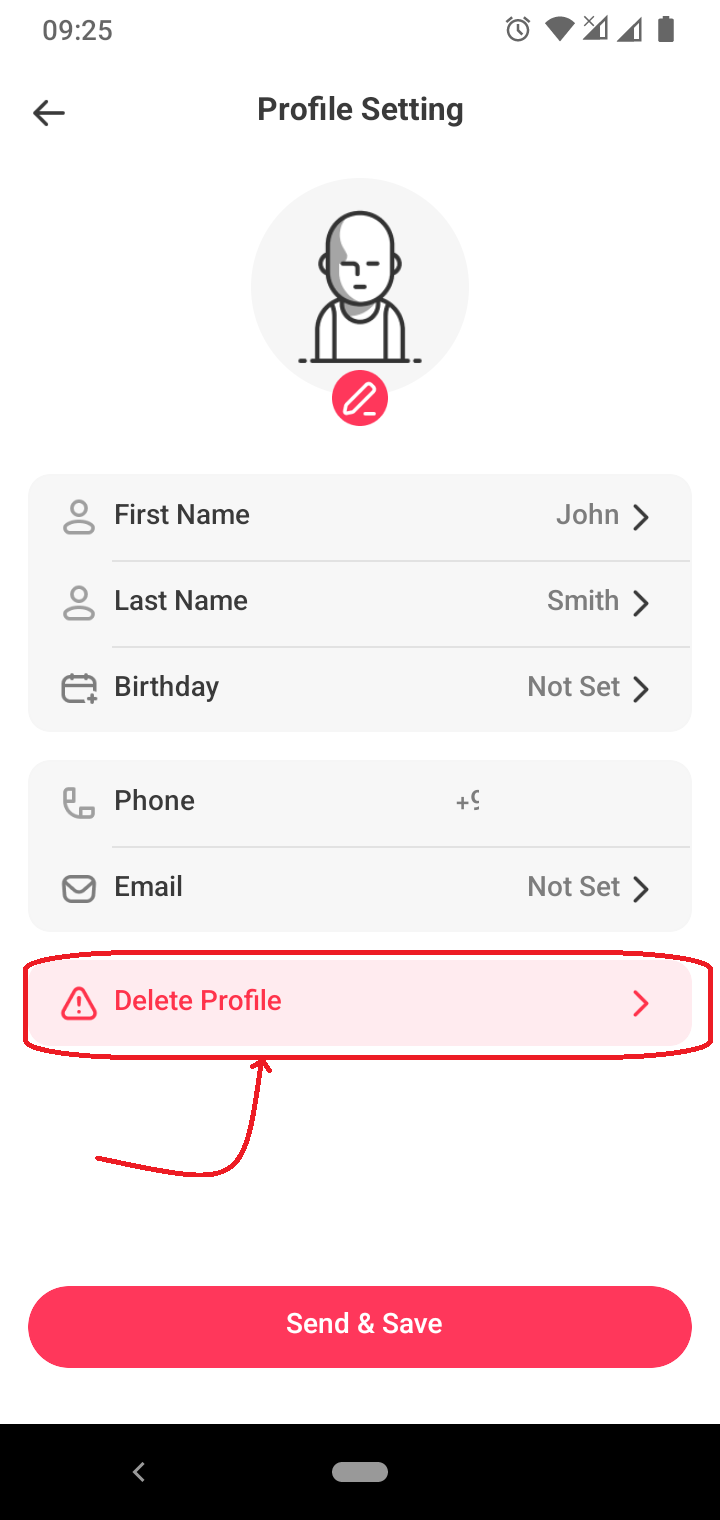 09:25
Profile Setting
First Name John
Last Name Smith
Birthday Not Set
Phone
Email Not Set
Delete Profile
Send & Save